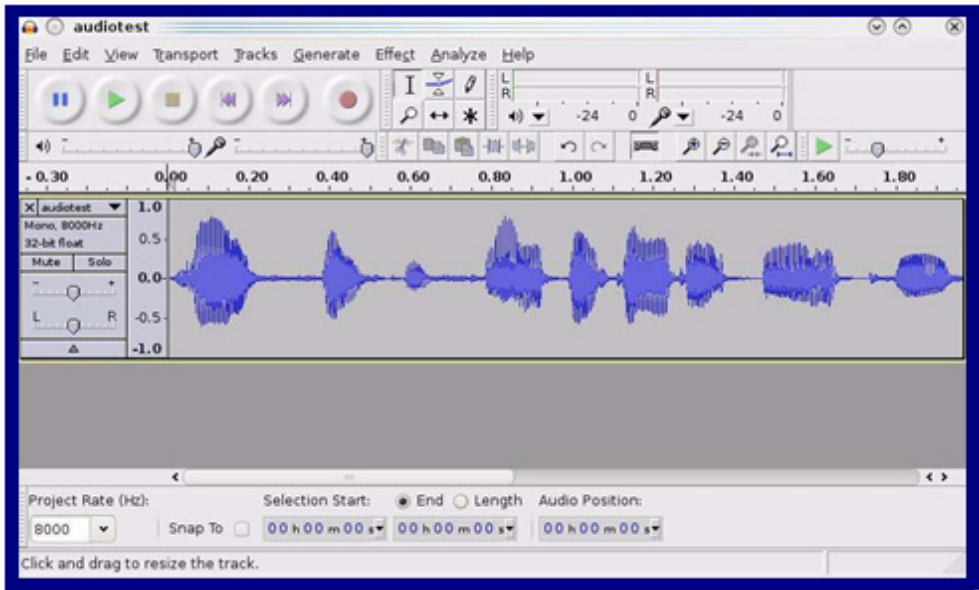 audiotest
File Edit View Transport Tracks Generate Effect Analyze Help
L
R
L
R
-24 0
-24 0
- 0.30 0.00 0.20 0.40 0.60 0.80 1.00 1.20 1.40 1.60 1.80
X audiotest
Mono, 8000Hz
32-bit float
Mute Solo
- +
L R
1.0
0.5
0.0
-0.5
-1.0
Project Rate (Hz): Selection Start: End Length Audio Position:
8000 Snap To 00 h 00 m 00 s 00 h 00 m 00 s 00 h 00 m 00 s
Click and drag to resize the track.